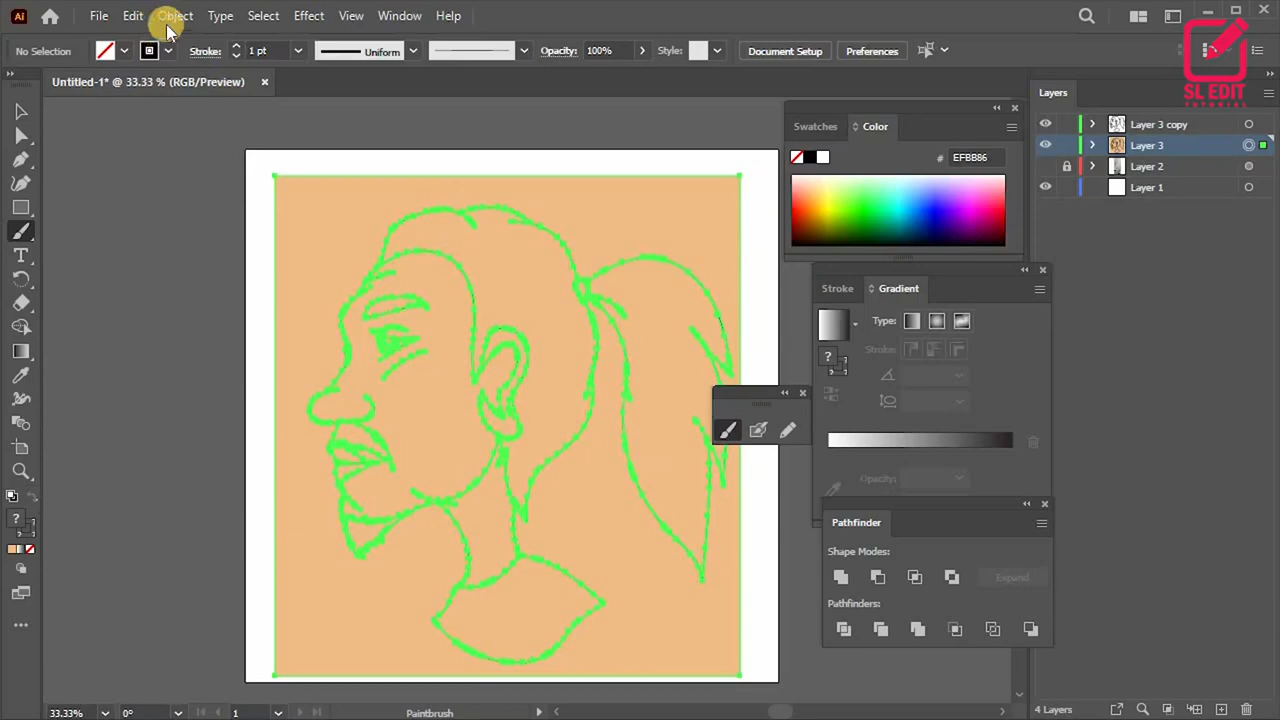 Ai File Edit Object Type Select Effect View Window Help
No Selection Stroke: 1 pt Uniform Opacity: 100% Style: Document Setup Preferences
SL EDIT
TUTORIAL
Untitled-1* @ 33.33 % (RGB/Preview)
Layers
Swatches Color
Layer 3 copy
Layer 3
# EFBB86
Layer 2
Layer 1
Stroke Gradient
Type:
?
Stroke:
Opacity:
Pathfinder
?
Shape Modes:
Expand
Pathfinders:
33.33% 0° 1 Paintbrush 4 Layers